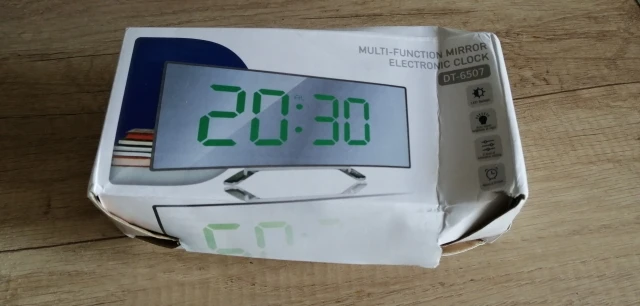 MULTI-FUNCTION MIRROR
ELECTRONIC CLOCK
DT-6507
20:30